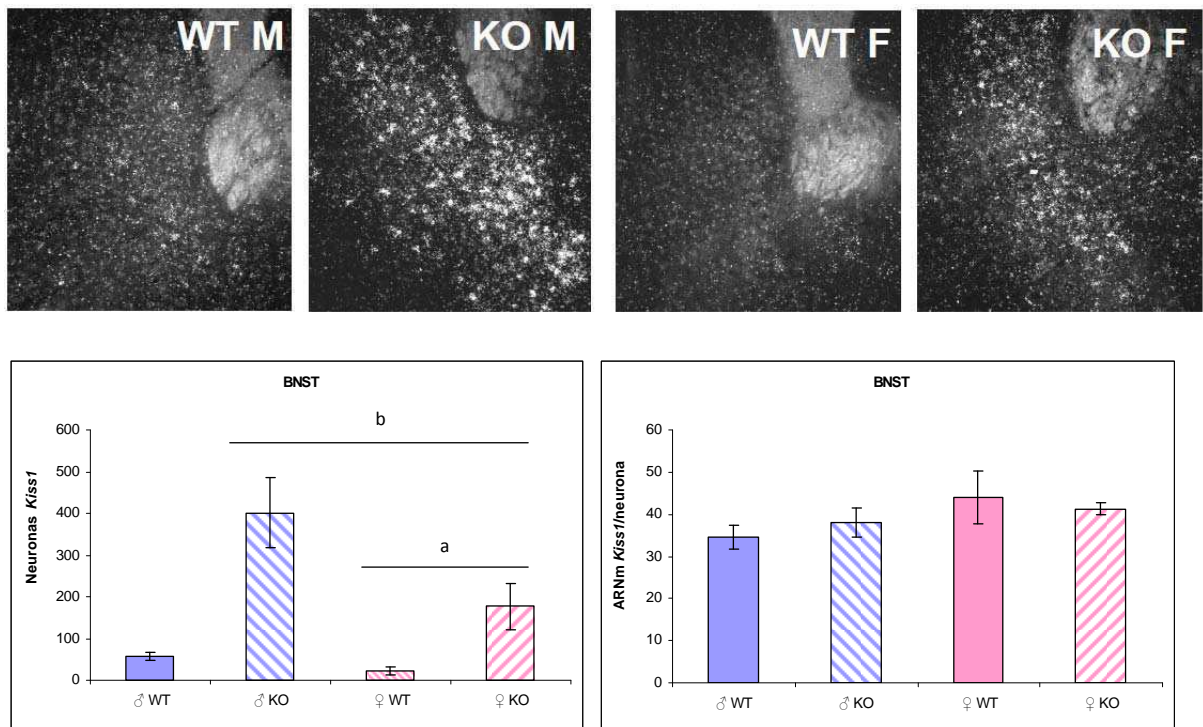 WT M
KO M
WT F
KO F
BNST
Neuronas Kiss1
600
500
400
300
200
100
0
b
a
♂ WT
♂ KO
♀ WT
♀ KO
BNST
ARNm Kiss1/neurona
60
50
40
30
20
10
0
♂ WT
♂ KO
♀ WT
♀ KO